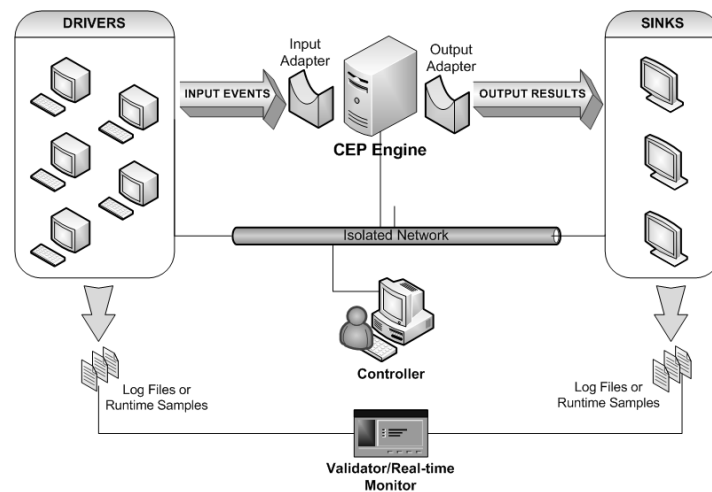 DRIVERS
SINKS
Input
Adapter
Output
Adapter
INPUT EVENTS
OUTPUT RESULTS
CEP Engine
Isolated Network
Controller
Log Files or
Runtime Samples
Log Files or
Runtime Samples
Validator/Real-time
Monitor